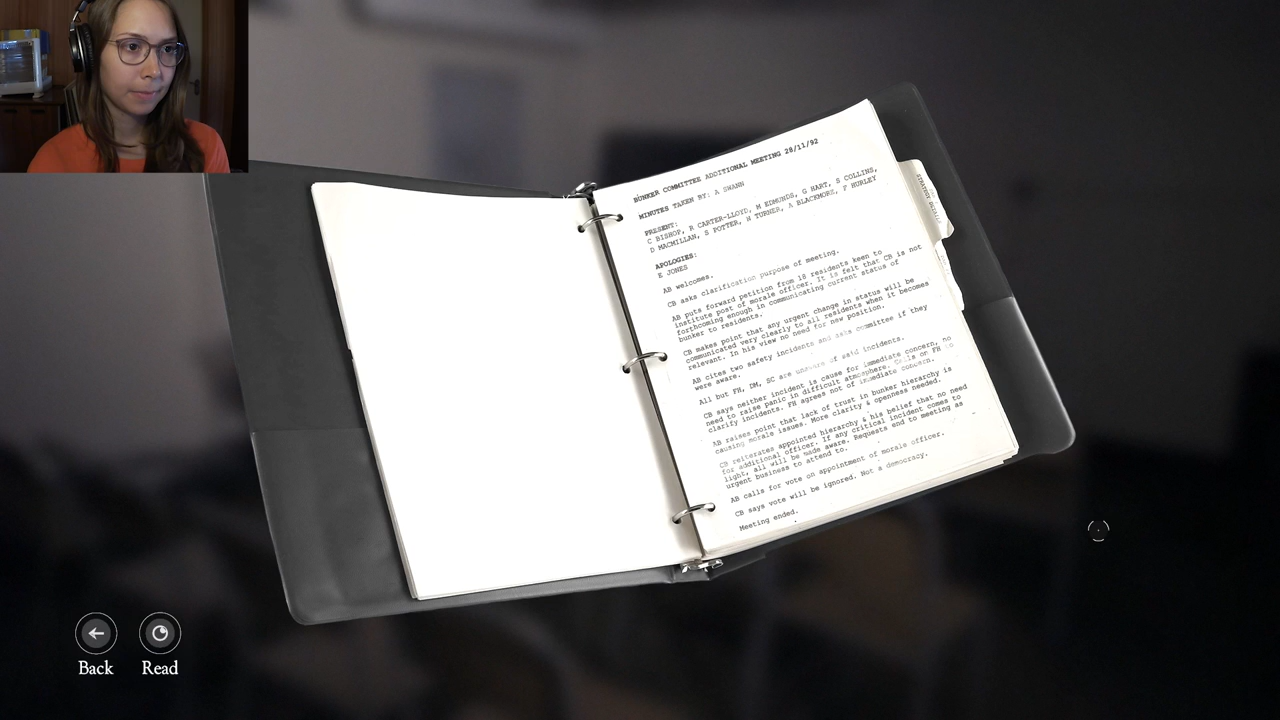 BUNKER COMMITTEE ADDITIONAL MEETING 28/11/92
MINUTES TAKEN BY: A SWANN
PRESENT:
C BISHOP, R CARTER-LLOYD, M EDMUNDS, G HART, S COLLINS,
D MACMILLAN, S POTTER, N TURNER, A BLACKMORE, F HURLEY
APOLOGIES:
E JONES
AB welcomes.
CB asks clarification purpose of meeting.
AB puts forward petition from 18 residents keen to
institute post of morale officer. It is felt that CB is not
forthcoming enough in communicating current status of
bunker to residents.
CB makes point that any urgent change in status will be
communicated very clearly to all residents when it becomes
relevant. In his view no need for new position.
AB cites two safety incidents and asks committee if they
were aware.
All but FH, DM, SC are unaware of said incidents.
CB says neither incident is cause for immediate concern, no
need to raise panic in difficult atmosphere. Calls on FH to
clarify incidents. FH agrees not of immediate concern.
AB raises point that lack of trust in bunker hierarchy is
causing morale issues. More clarity & openness needed.
CB reiterates appointed hierarchy & his belief that no need
for additional officer. If any critical incident comes to
light, all will be made aware. Requests end to meeting as
urgent business to attend to.
AB calls for vote on appointment of morale officer.
CB says vote will be ignored. Not a democracy.
Meeting ended.
Back
Read